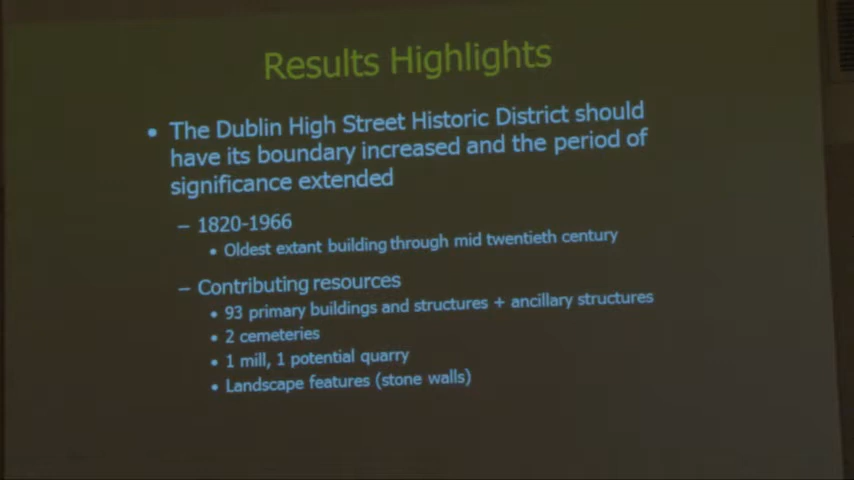 Results Highlights
• The Dublin High Street Historic District should
have its boundary increased and the period of
significance extended
– 1820-1966
• Oldest extant building through mid twentieth century
– Contributing resources
• 93 primary buildings and structures + ancillary structures
• 2 cemeteries
• 1 mill, 1 potential quarry
• Landscape features (stone walls)